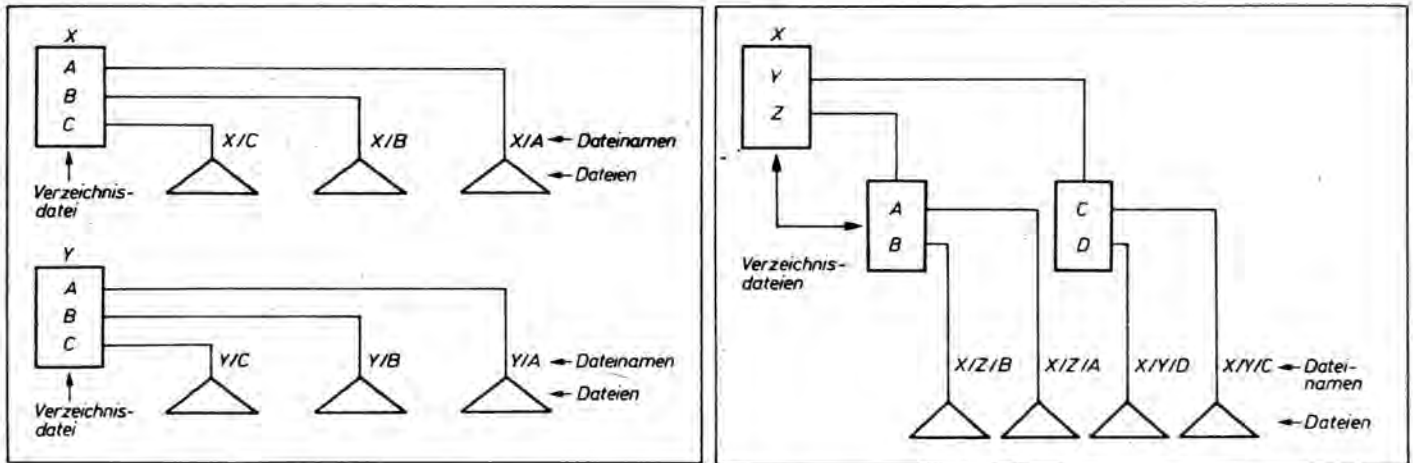 X
A
B
C
X/C
X/B
X/A
Dateinamen
Dateien
Verzeichnis-
datei
Y
A
B
C
Y/C
Y/B
Y/A
Dateinamen
Dateien
Verzeichnis-
datei
X
Y
Z
A
B
C
D
Verzeichnis-
dateien
X/Z/B
X/Z/A
X/Y/D
X/Y/C
Datei-
namen
Dateien